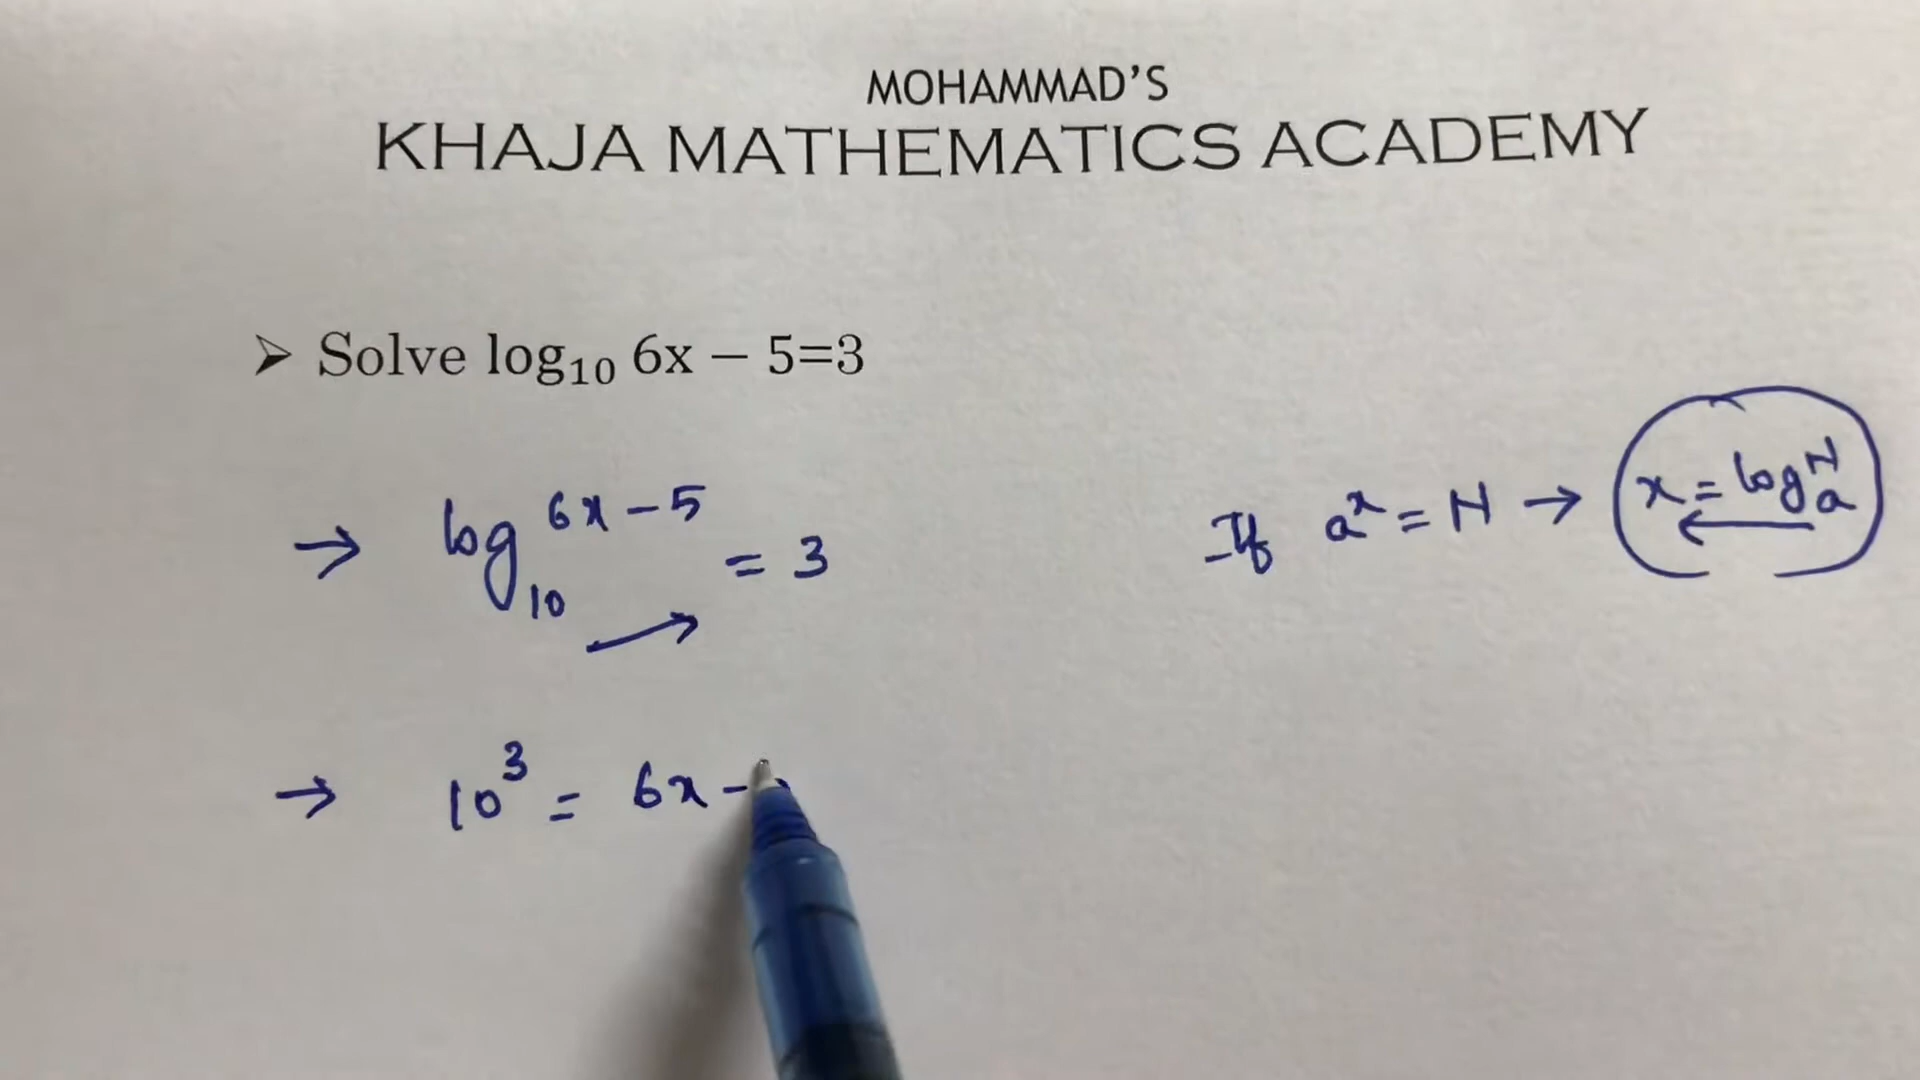 MOHAMMAD'S
KHAJA MATHEMATICS ACADEMY
➢ Solve log₁₀ 6x – 5=3
→ log₁₀ ⁶ˣ⁻⁵ = 3
If aˣ = N → x = logₐᴺ
→ 10³ = 6x -